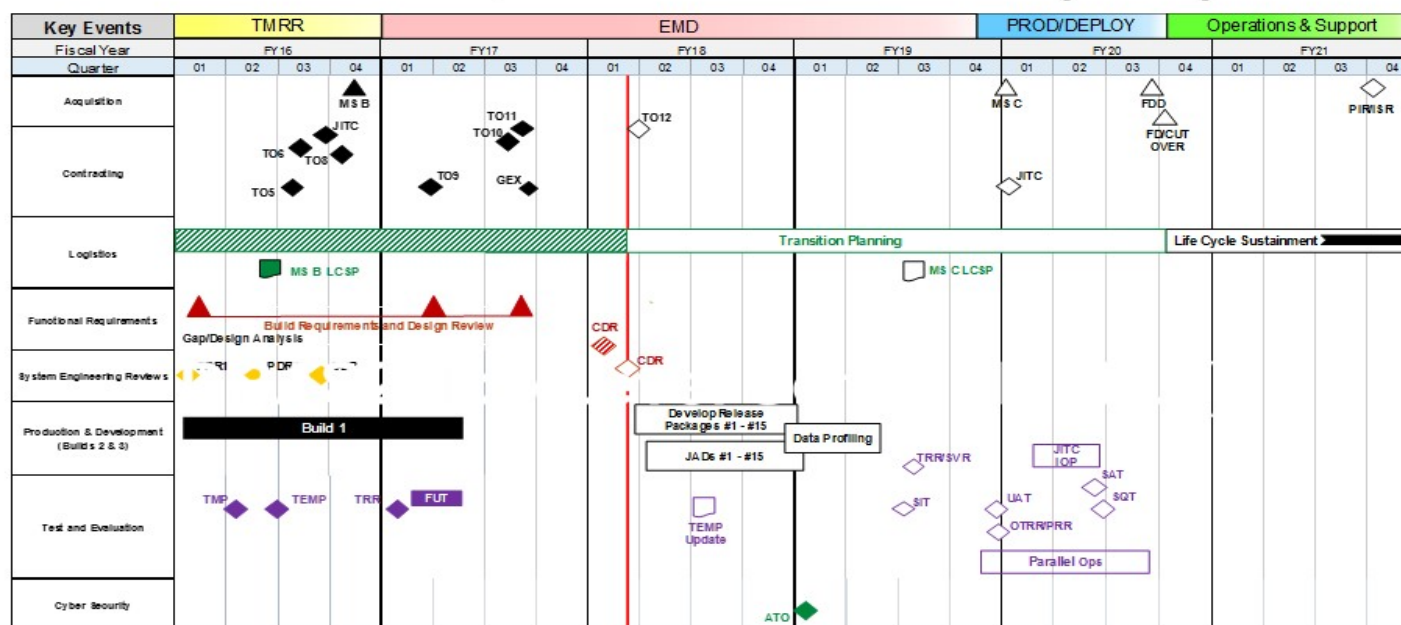 Key Events TMRR EMD PROD/DEPLOY Operations & Support
Fiscal Year FY16 FY17 FY18 FY19 FY20 FY21
Quarter 01 02 03 04 01 02 03 04 01 02 03 04 01 02 03 04 01 02 03 04 01 02 03 04
Acquisition
MS B
MS C
FDD
PIR/ISR
FD/CUT
OVER
Contracting
TO6
JITC
TO8
TO5
TO9
TO11
TO10
GEX
TO12
JITC
Logistics
Transition Planning
Life Cycle Sustainment
MS B LCSP
MS C LCSP
Functional Requirements
Build Requirements and Design Review
Gap/Design Analysis
CDR
System Engineering Reviews
CDR
Production & Development
(Builds 2 & 3)
Build 1
Develop Release
Packages #1 - #15
JADs #1 - #15
Data Profiling
Test and Evaluation
TMP
TEMP
TRR
FUT
TEMP
Update
TRR/SVR
SIT
JITC
IOP
SAT
SQT
UAT
OTRR/PRR
Parallel Ops
Cyber Security
ATO